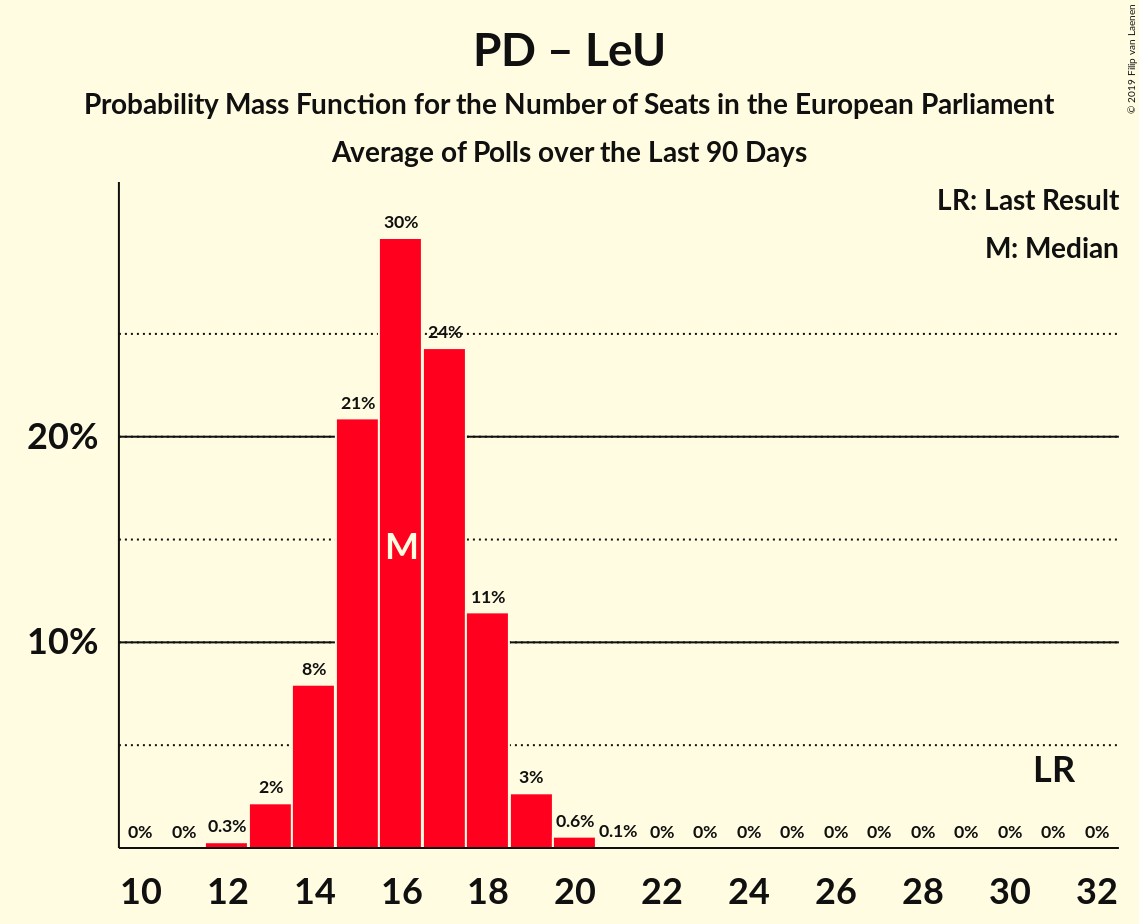 PD – LeU
Probability Mass Function for the Number of Seats in the European Parliament
Average of Polls over the Last 90 Days
© 2019 Filip van Laenen
LR: Last Result
M: Median
30%
24%
21%
20%
M
11%
10%
8%
LR
3%
2%
0% 0% 0.3% 0.6% 0.1% 0% 0% 0% 0% 0% 0% 0% 0% 0% 0% 0%
10 12 14 16 18 20 22 24 26 28 30 32